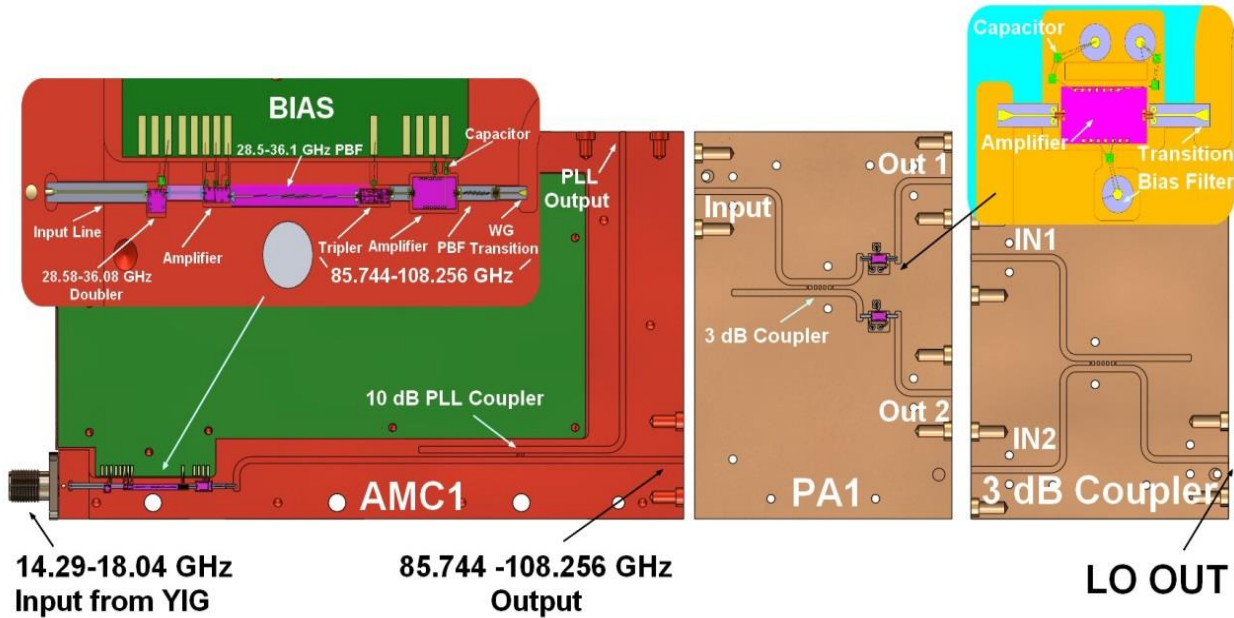 BIAS
28.5-36.1 GHz PBF
Capacitor
Input Line
Amplifier
Tripler
Amplifier
PBF
WG
Transition
28.58-36.08 GHz
Doubler
85.744-108.256 GHz
PLL
Output
10 dB PLL Coupler
AMC1
14.29-18.04 GHz
Input from YIG
85.744 -108.256 GHz
Output
Out 1
Input
3 dB Coupler
Out 2
PA1
Capacitor
Amplifier
Transition
Bias Filter
IN1
IN2
3 dB Coupler
LO OUT